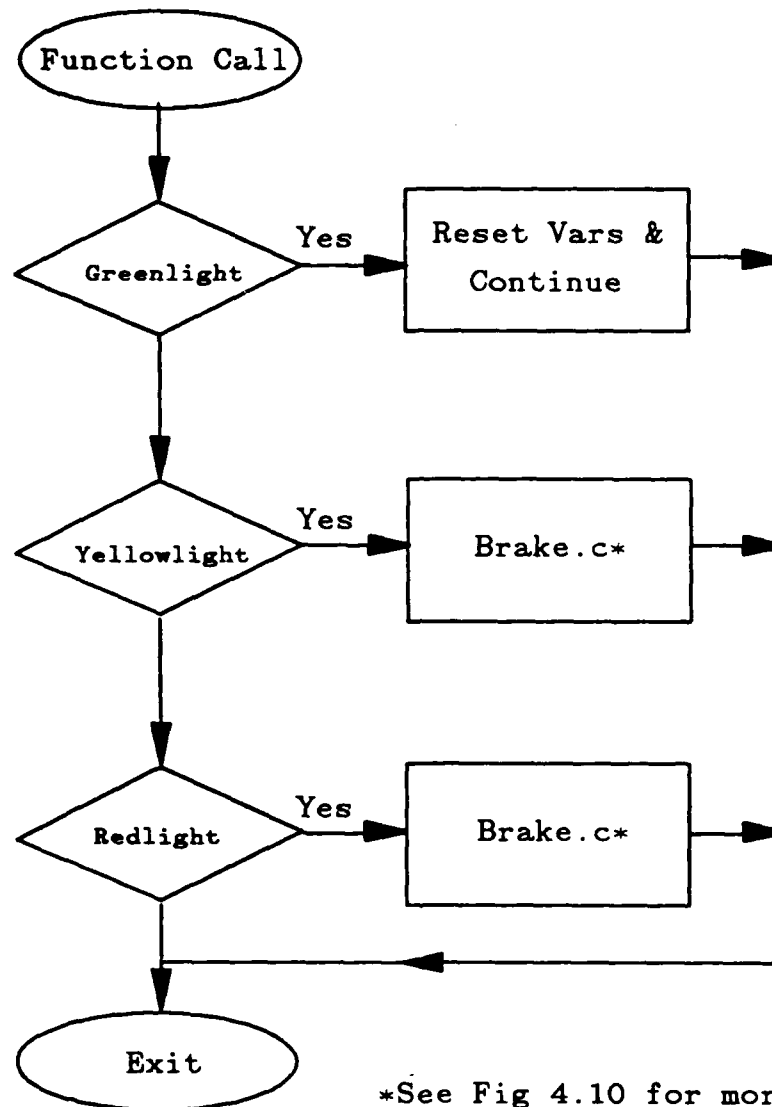 Function Call
Greenlight
Yes
Reset Vars &
Continue
Yellowlight
Yes
Brake.c*
Redlight
Yes
Brake.c*
Exit
*See Fig 4.10 for